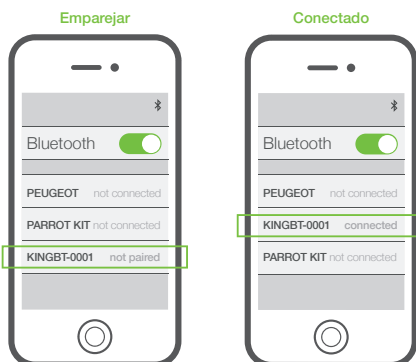 Emparejar
Bluetooth
PEUGEOT not connected
PARROT KIT not connected
KINGBT-0001 not paired
Conectado
Bluetooth
PEUGEOT not connected
KINGBT-0001 connected
PARROT KIT not connected